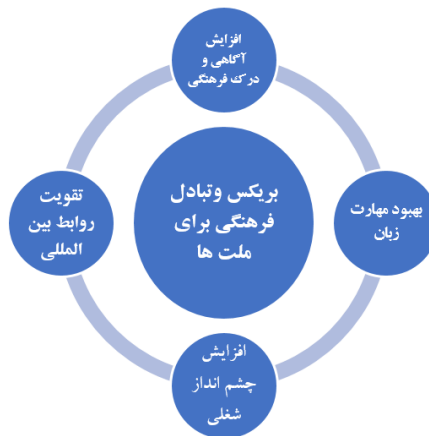 افزایش
آگاهی و
درک فرهنگی
بریکس وتبادل
فرهنگی برای
ملت ها
بهبود مهارت
زبان
افزایش
چشم انداز
شغلی
تقویت
روابط بین
المللی